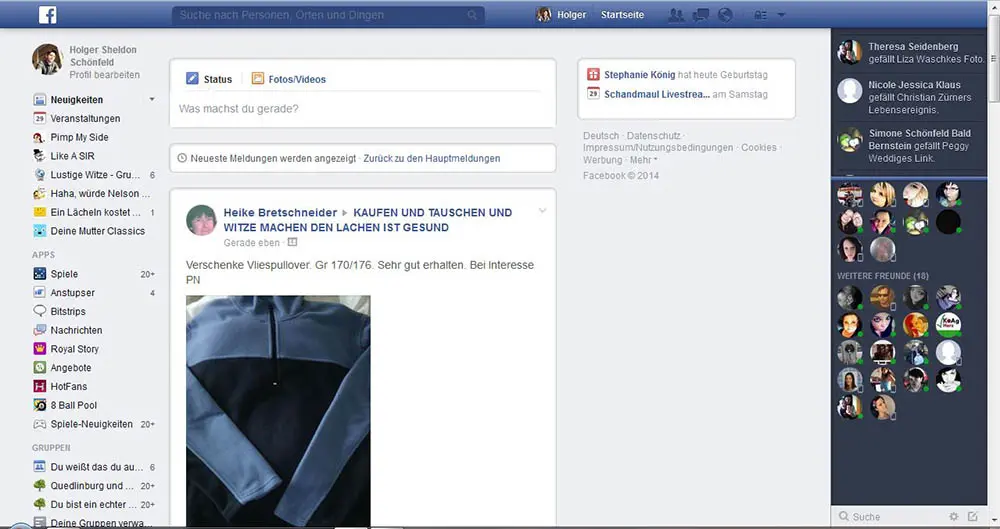 f
Suche nach Personen, Orten und Dingen
Holger
Startseite
Holger Sheldon
Schönfeld
Profil bearbeiten
Neuigkeiten
29 Veranstaltungen
Pimp My Side
Like A SIR
Lustige Witze - Gru... 6
Haha, würde Nelson ...
Ein Lächeln kostet ... 1
Deine Mutter Classics
APPS
Spiele 20+
Anstupser 4
Bitstrips
Nachrichten
Royal Story
Angebote
HotFans
8 Ball Pool
Spiele-Neuigkeiten 20+
GRUPPEN
Du weißt das du au... 6
Quedlinburg und ... 20+
Du bist ein echter ... 20+
Deine Gruppen verwa...
Status
Fotos/Videos
Was machst du gerade?
Neueste Meldungen werden angezeigt · Zurück zu den Hauptmeldungen
Heike Bretschneider ▸ KAUFEN UND TAUSCHEN UND
WITZE MACHEN DEN LACHEN IST GESUND
Gerade eben ·
Verschenke Vliespullover. Gr 170/176. Sehr gut erhalten. Bei Interesse
PN
Stephanie König hat heute Geburtstag
29 Schandmaul Livestrea... am Samstag
Deutsch · Datenschutz ·
Impressum/Nutzungsbedingungen · Cookies ·
Werbung · Mehr
Facebook © 2014
Theresa Seidenberg
gefällt Liza Waschkes Foto.
Nicole Jessica Klaus
gefällt Christian Zürners
Lebensereignis.
Simone Schönfeld Bald
Bernstein gefällt Peggy
Weddiges Link.
WEITERE FREUNDE (18)
KoAg
Suche